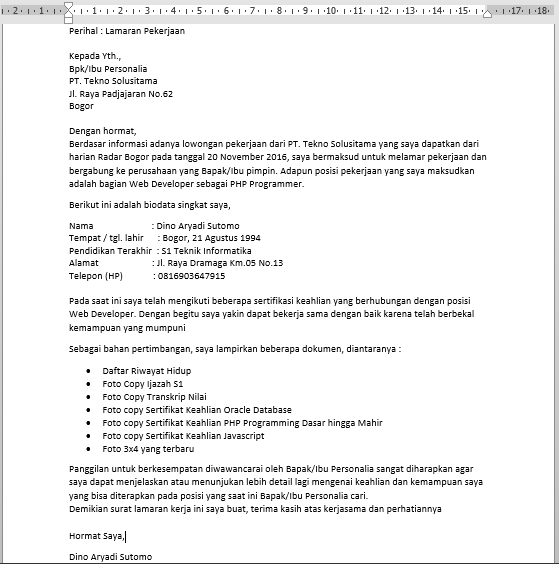 · 2 · ı · 1 · ı · · ı · 1 · ı · 2 · ı · 3 · ı · 4 · ı · 5 · ı · 6 · ı · 7 · ı · 8 · ı · 9 · ı · 10 · ı · 11 · ı · 12 · ı · 13 · ı · 14 · ı · 15 · ı · · ı · 17 · ı · 18 ·
Perihal : Lamaran Pekerjaan
Kepada Yth.,
Bpk/Ibu Personalia
PT. Tekno Solusitama
Jl. Raya Padjajaran No.62
Bogor
Dengan hormat,
Berdasar informasi adanya lowongan pekerjaan dari PT. Tekno Solusitama yang saya dapatkan dari
harian Radar Bogor pada tanggal 20 November 2016, saya bermaksud untuk melamar pekerjaan dan
bergabung ke perusahaan yang Bapak/Ibu pimpin. Adapun posisi pekerjaan yang saya maksudkan
adalah bagian Web Developer sebagai PHP Programmer.
Berikut ini adalah biodata singkat saya,
Nama : Dino Aryadi Sutomo
Tempat / tgl. lahir : Bogor, 21 Agustus 1994
Pendidikan Terakhir : S1 Teknik Informatika
Alamat : Jl. Raya Dramaga Km.05 No.13
Telepon (HP) : 0816903647915
Pada saat ini saya telah mengikuti beberapa sertifikasi keahlian yang berhubungan dengan posisi
Web Developer. Dengan begitu saya yakin dapat bekerja sama dengan baik karena telah berbekal
kemampuan yang mumpuni
Sebagai bahan pertimbangan, saya lampirkan beberapa dokumen, diantaranya :
• Daftar Riwayat Hidup
• Foto Copy Ijazah S1
• Foto Copy Transkrip Nilai
• Foto copy Sertifikat Keahlian Oracle Database
• Foto copy Sertifikat Keahlian PHP Programming Dasar hingga Mahir
• Foto copy Sertifikat Keahlian Javascript
• Foto 3x4 yang terbaru
Panggilan untuk berkesempatan diwawancarai oleh Bapak/Ibu Personalia sangat diharapkan agar
saya dapat menjelaskan atau menunjukan lebih detail lagi mengenai keahlian dan kemampuan saya
yang bisa diterapkan pada posisi yang saat ini Bapak/Ibu Personalia cari.
Demikian surat lamaran kerja ini saya buat, terima kasih atas kerjasama dan perhatiannya
Hormat Saya,
Dino Aryadi Sutomo